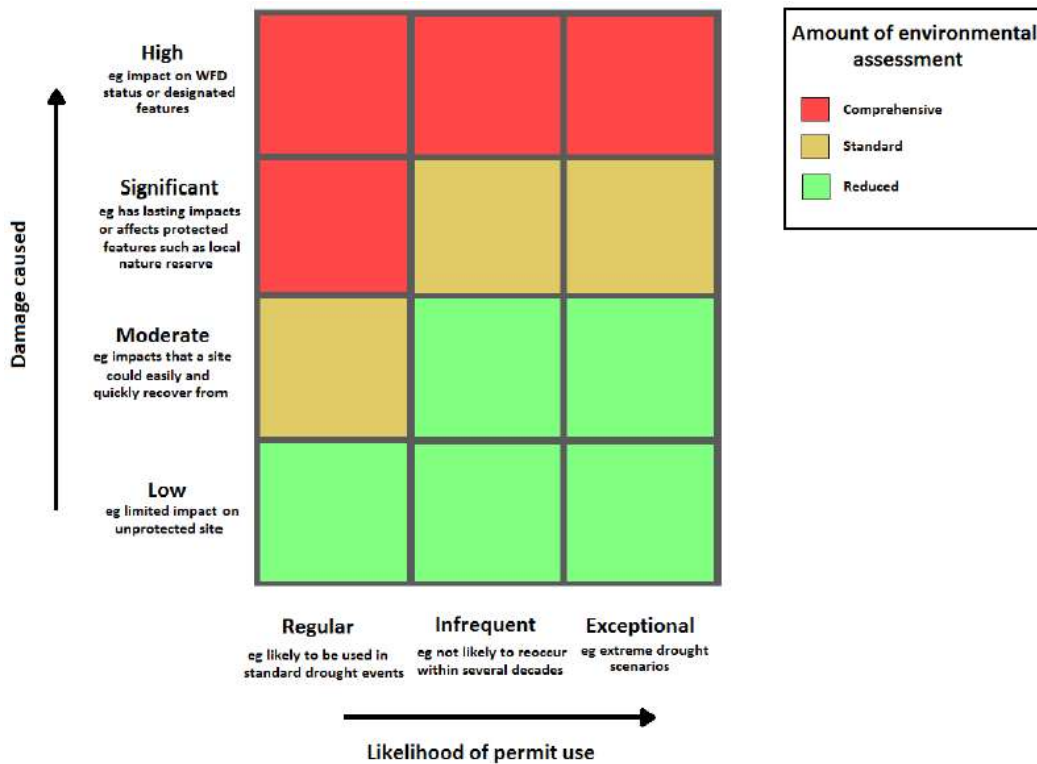 High
eg impact on WFD
status or designated
features
Significant
eg has lasting impacts
or affects protected
features such as local
nature reserve
Moderate
eg impacts that a site
could easily and
quickly recover from
Low
eg limited impact on
unprotected site
Damage caused
Regular
eg likely to be used in
standard drought events
Infrequent
eg not likely to reoccur
within several decades
Exceptional
eg extreme drought
scenarios
Likelihood of permit use
Amount of environmental
assessment
Comprehensive
Standard
Reduced